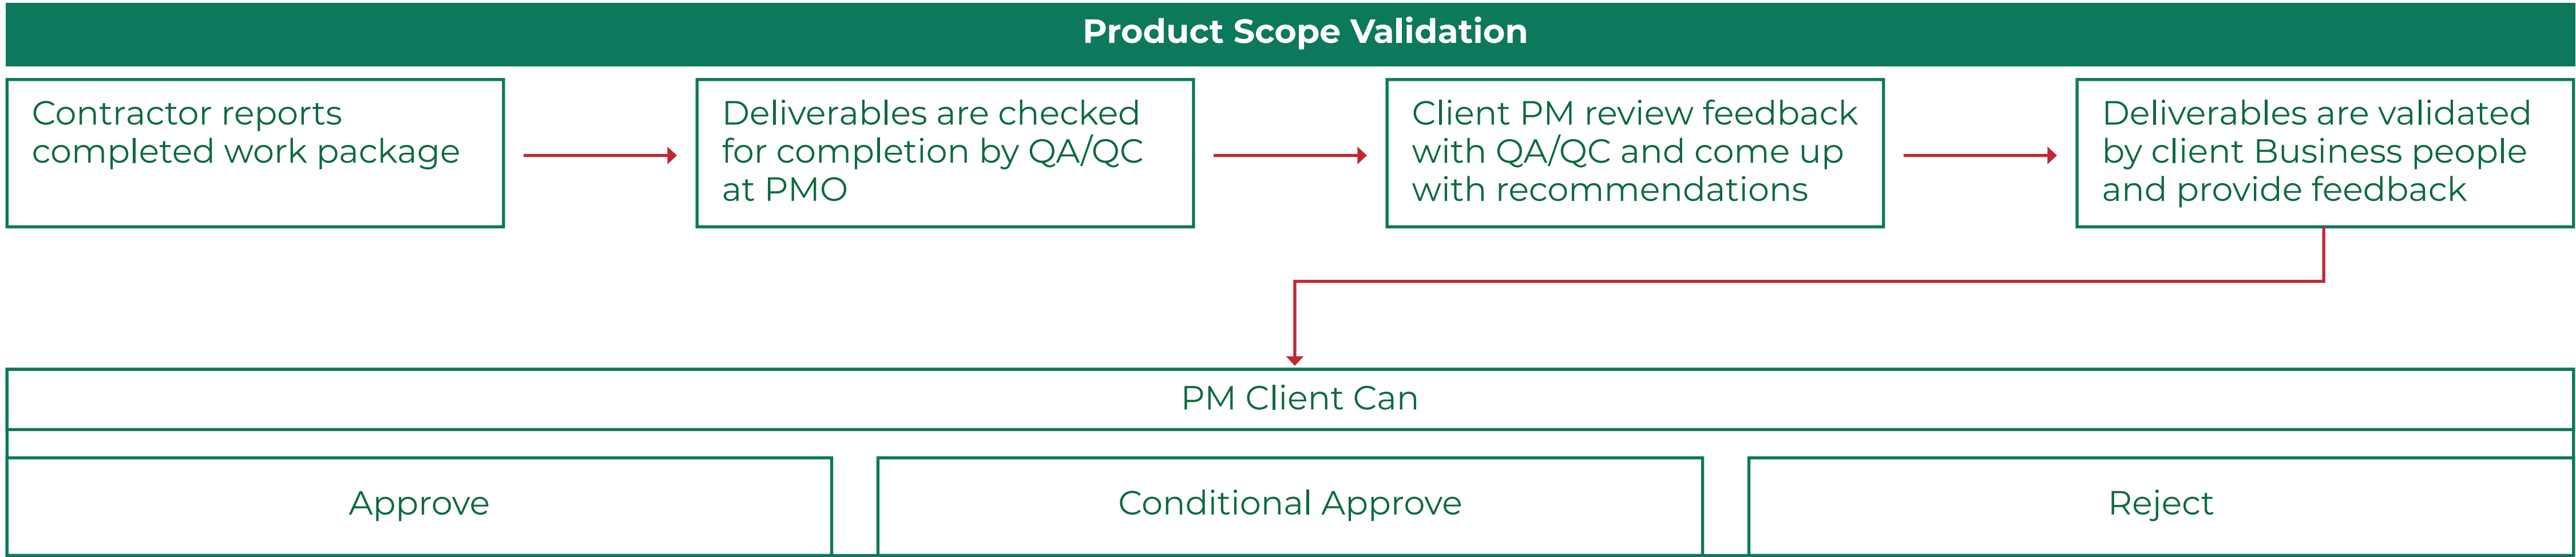 Product Scope Validation
Contractor reports
completed work package
Deliverables are checked
for completion by QA/QC
at PMO
Client PM review feedback
with QA/QC and come up
with recommendations
Deliverables are validated
by client Business people
and provide feedback
PM Client Can
Approve
Conditional Approve
Reject